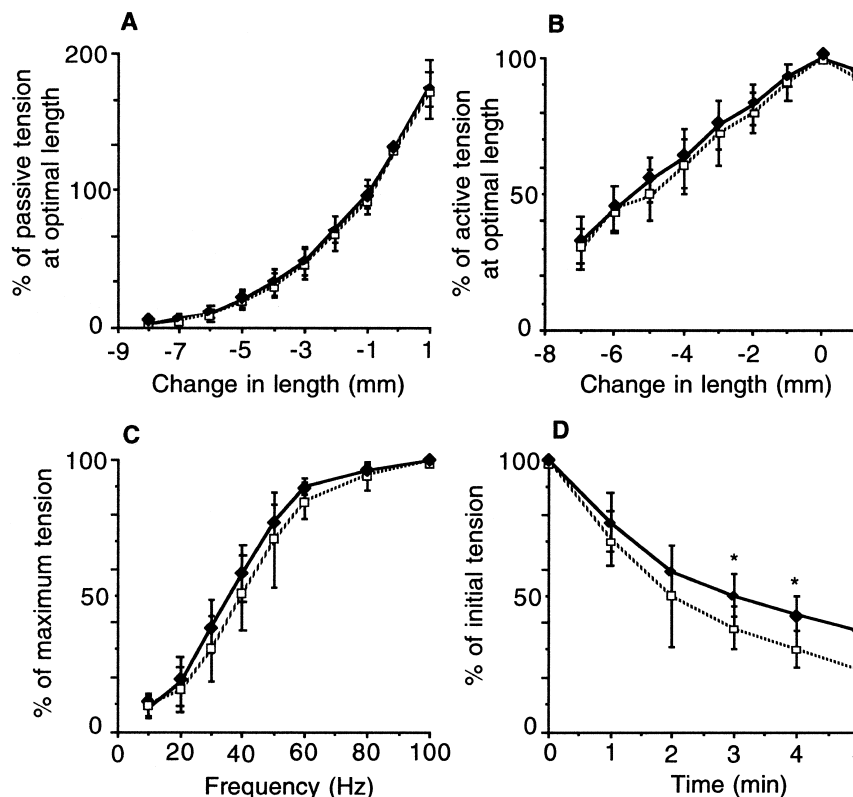 A
% of passive tension
at optimal length
200
100
0
-9 -7 -5 -3 -1 1
Change in length (mm)
B
% of active tension
at optimal length
100
50
0
-8 -6 -4 -2 0
Change in length (mm)
C
% of maximum tension
100
50
0
0 20 40 60 80 100
Frequency (Hz)
D
% of initial tension
100
50
0
* *
0 1 2 3 4
Time (min)